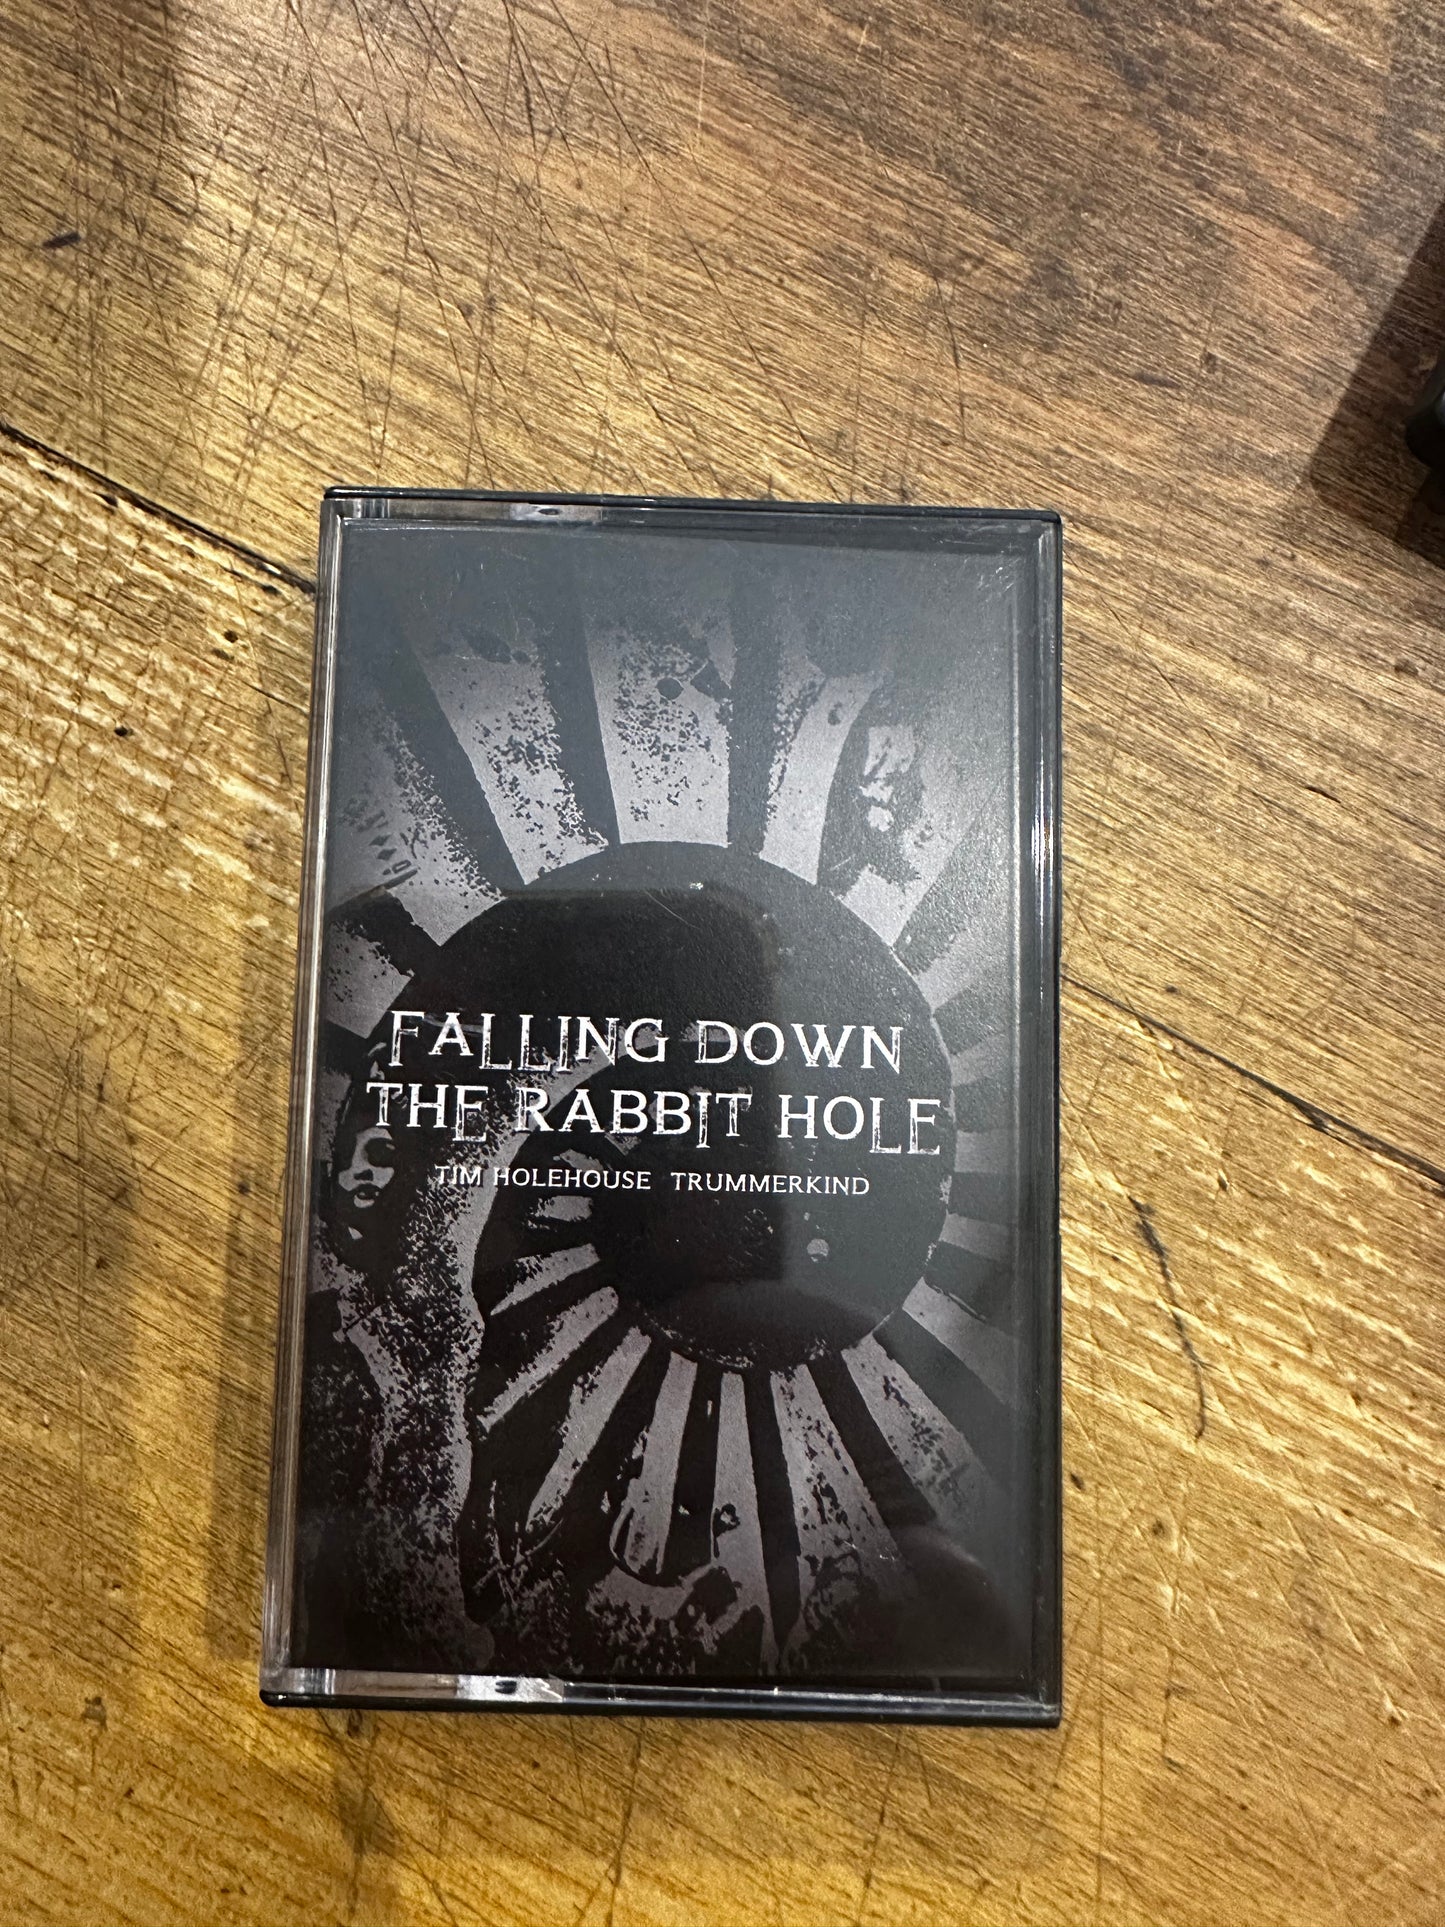 FALLING DOWN
THE RABBIT HOLE
TIM HOLEHOUSE TRUMMERKIND